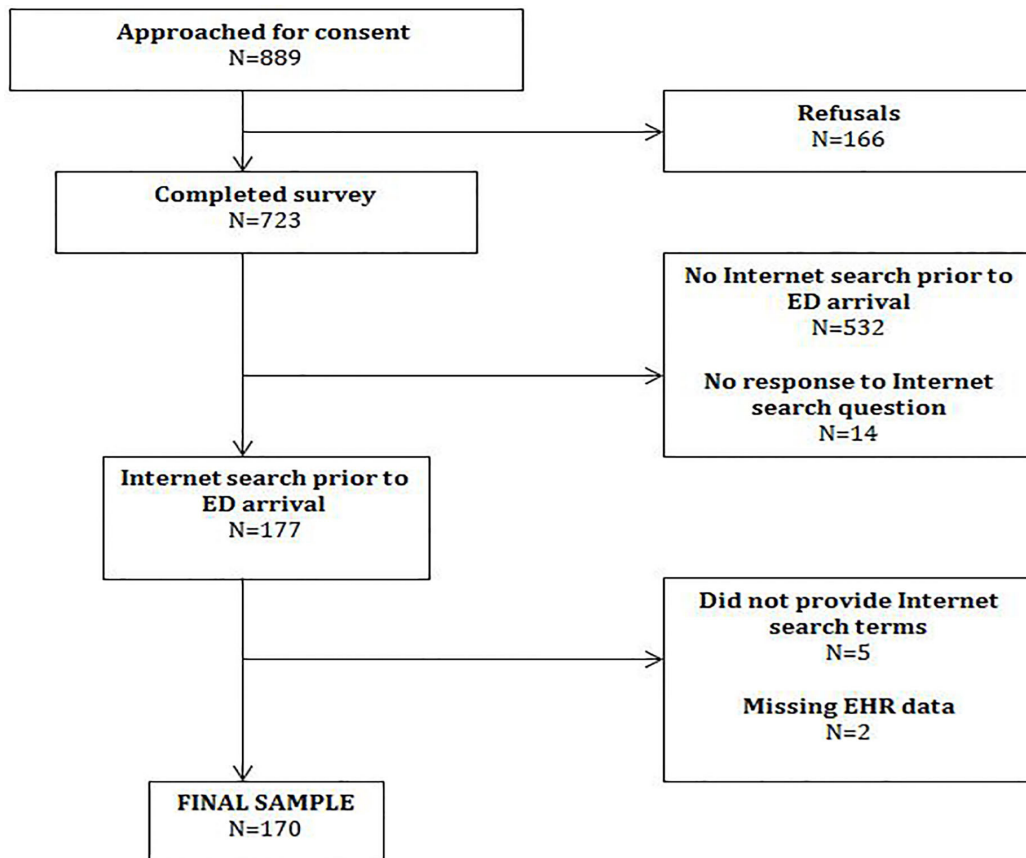 Approached for consent
N=889
Refusals
N=166
Completed survey
N=723
No Internet search prior to
ED arrival
N=532
No response to Internet
search question
N=14
Internet search prior to
ED arrival
N=177
Did not provide Internet
search terms
N=5
Missing EHR data
N=2
FINAL SAMPLE
N=170